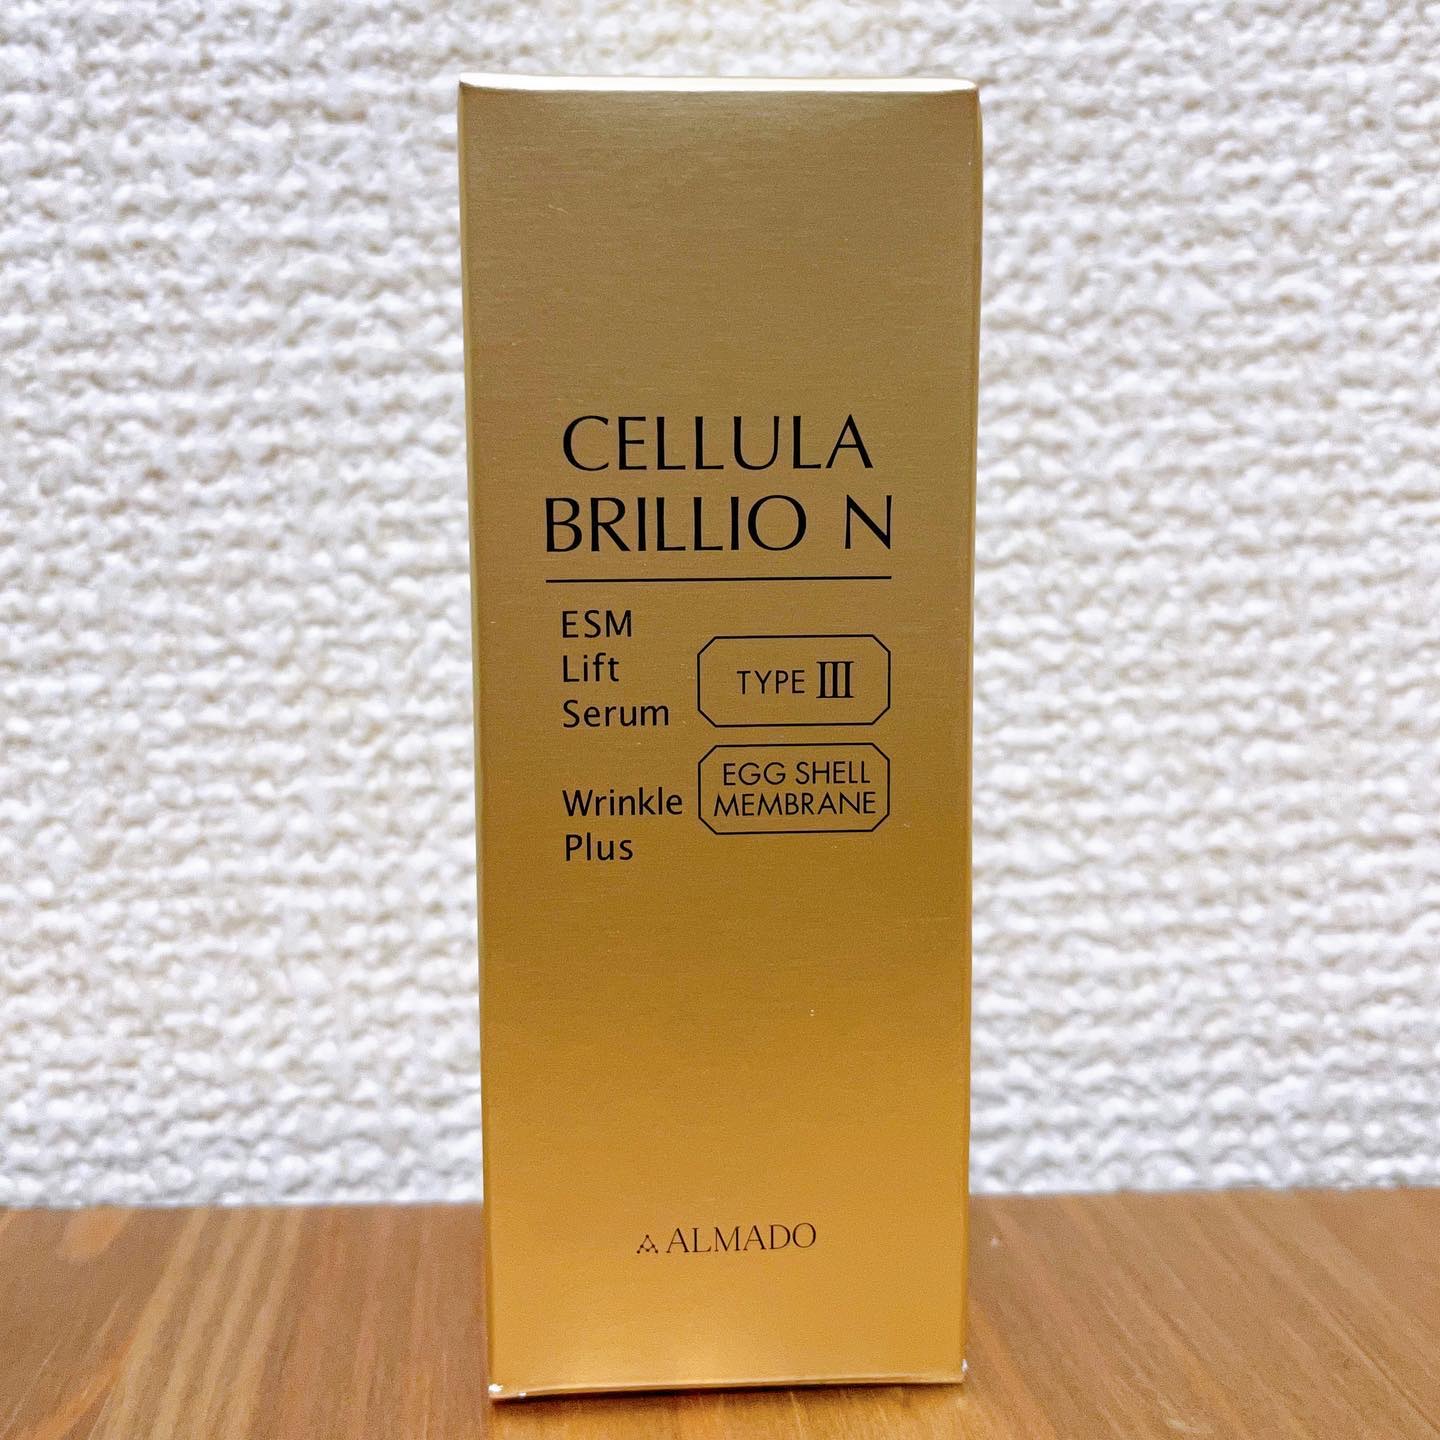 CELLULA
BRILLIO N
ESM
Lift
Serum
Wrinkle
Plus
TYPE III
EGG SHELL
MEMBRANE
ALMADO